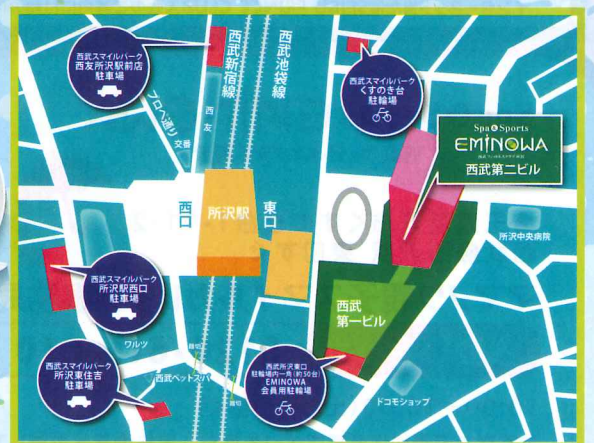 西武スマイルパーク
西友所沢駅前店
駐車場
西武新宿線
西武池袋線
西武スマイルパーク
くすのき台
駐輪場
プロペ通り
交番
西友
Spa&Sports
EMINOWA
西武第二ビル
西口
所沢駅
東口
所沢中央病院
西武スマイルパーク
所沢駅西口
駐車場
西武
第一ビル
ワルツ
西武スマイルパーク
所沢東住吉
駐車場
踏切
西武ペットスパ
踏切
西武所沢東口
駐輪場内一角(約50台)
EMINOWA
会員用駐輪場
ドコモショップ